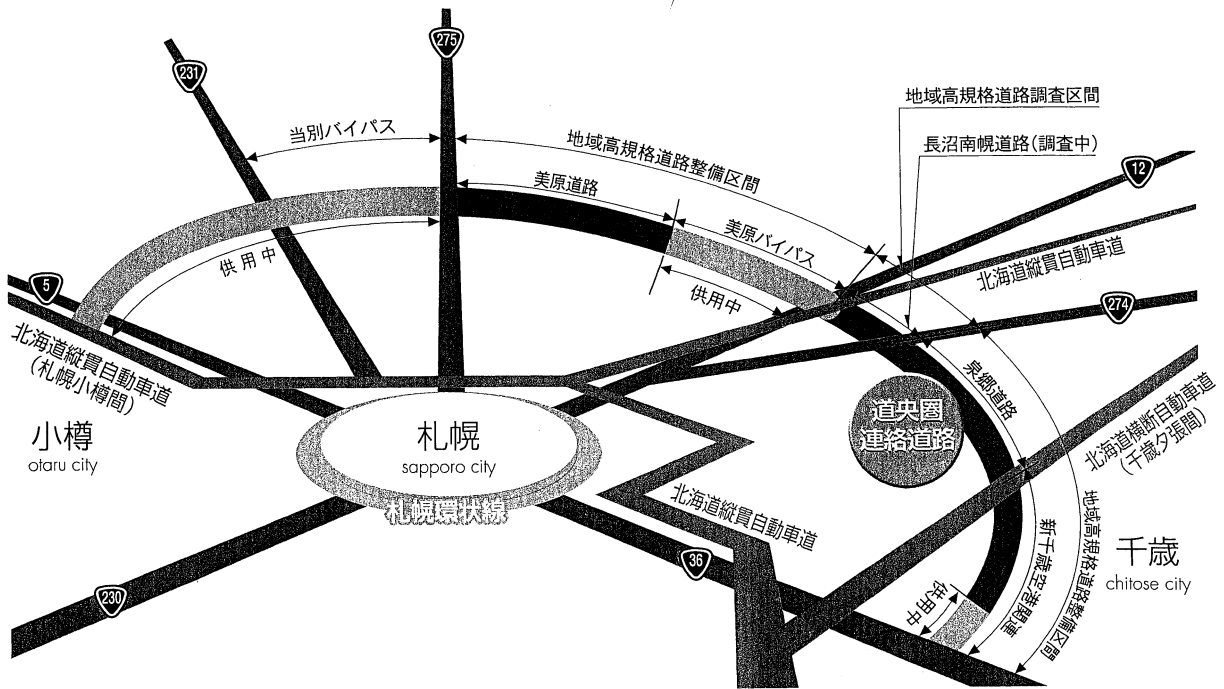 275
231
当別バイパス
地域高規格道路整備区間
地域高規格道路調査区間
長沼南幌道路(調査中)
12
美原道路
美原バイパス
供用中
供用中
北海道縦貫自動車道
5
274
北海道縦貫自動車道
(札幌小樽間)
泉郷道路
道央圏
連絡道路
北海道横断自動車道
(千歳夕張間)
小樽
otaru city
札幌
sapporo city
札幌環状線
北海道縦貫自動車道
地域高規格道路整備区間
新千歳空港関連
千歳
chitose city
36
供用中
230